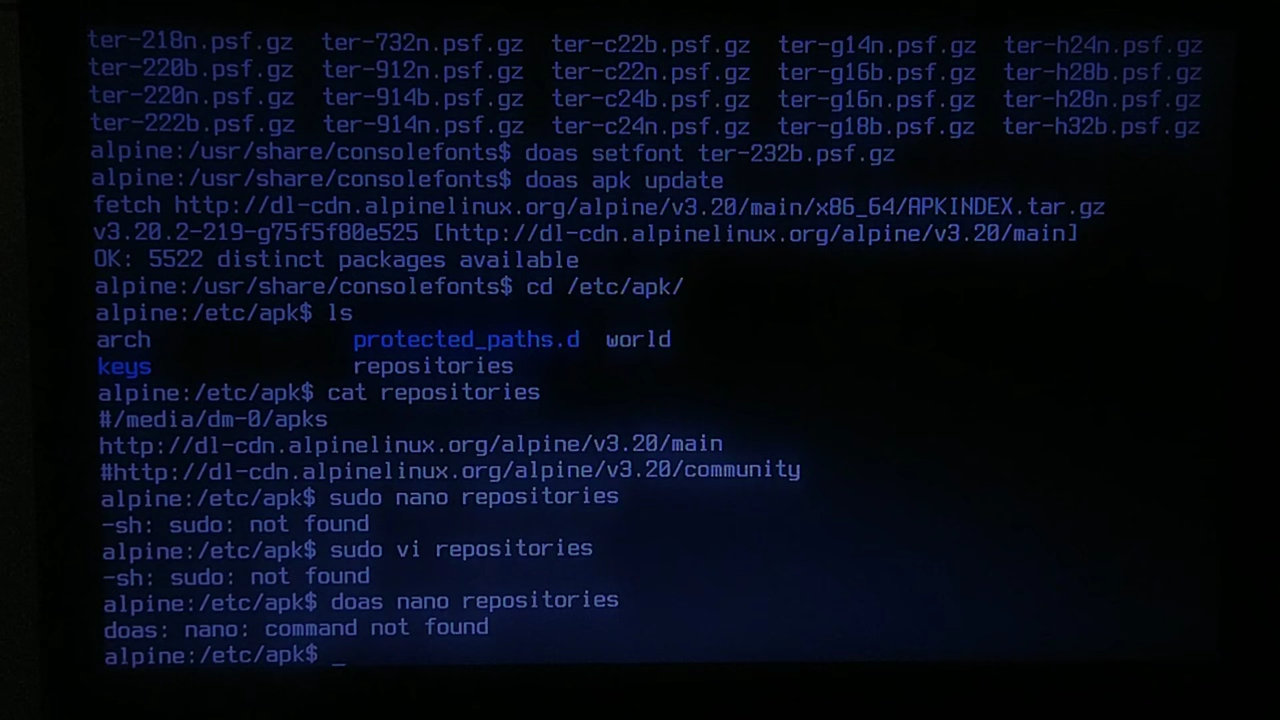 ter-218n.psf.gz ter-732n.psf.gz ter-c22b.psf.gz ter-g14n.psf.gz ter-h24n.psf.gz
ter-220b.psf.gz ter-912n.psf.gz ter-c22n.psf.gz ter-g16b.psf.gz ter-h28b.psf.gz
ter-220n.psf.gz ter-914b.psf.gz ter-c24b.psf.gz ter-g16n.psf.gz ter-h28n.psf.gz
ter-222b.psf.gz ter-914n.psf.gz ter-c24n.psf.gz ter-g18b.psf.gz ter-h32b.psf.gz
alpine:/usr/share/consolefonts$ doas setfont ter-232b.psf.gz
alpine:/usr/share/consolefonts$ doas apk update
fetch http://dl-cdn.alpinelinux.org/alpine/v3.20/main/x86_64/APKINDEX.tar.gz
v3.20.2-219-g75f5f80e525 [http://dl-cdn.alpinelinux.org/alpine/v3.20/main]
OK: 5522 distinct packages available
alpine:/usr/share/consolefonts$ cd /etc/apk/
alpine:/etc/apk$ ls
arch protected_paths.d world
keys repositories
alpine:/etc/apk$ cat repositories
#/media/dm-0/apks
http://dl-cdn.alpinelinux.org/alpine/v3.20/main
#http://dl-cdn.alpinelinux.org/alpine/v3.20/community
alpine:/etc/apk$ sudo nano repositories
-sh: sudo: not found
alpine:/etc/apk$ sudo vi repositories
-sh: sudo: not found
alpine:/etc/apk$ doas nano repositories
doas: nano: command not found
alpine:/etc/apk$ _